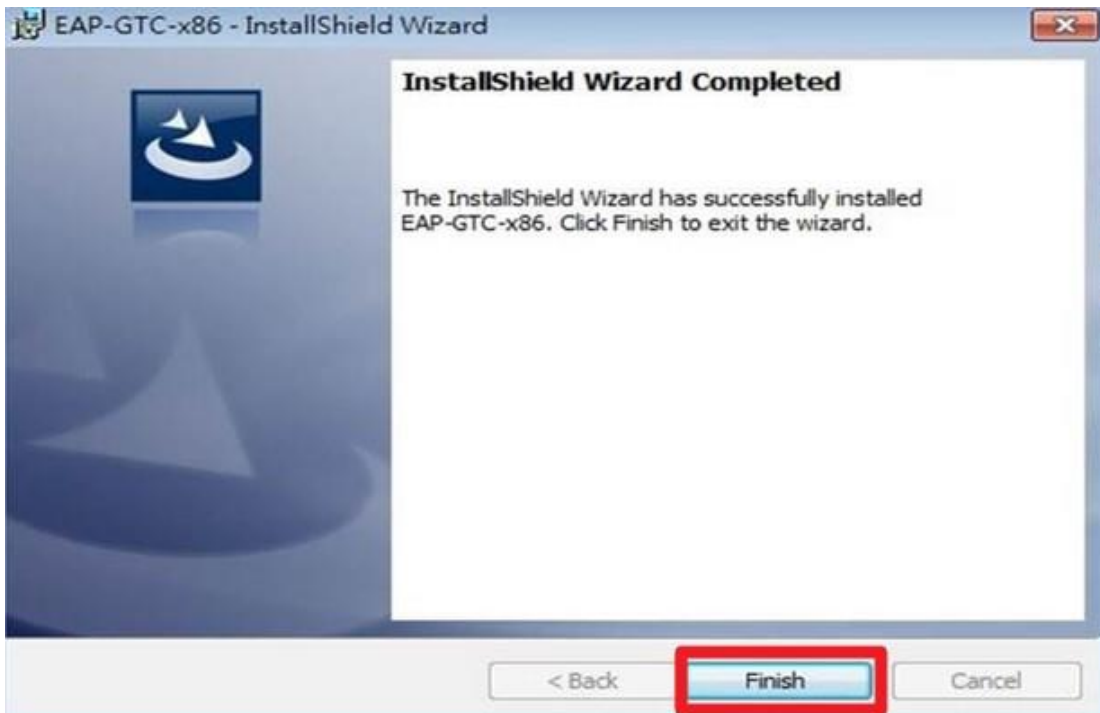 EAP-GTC-x86 - InstallShield Wizard
InstallShield Wizard Completed
The InstallShield Wizard has successfully installed
EAP-GTC-x86. Click Finish to exit the wizard.
< Back
Finish
Cancel